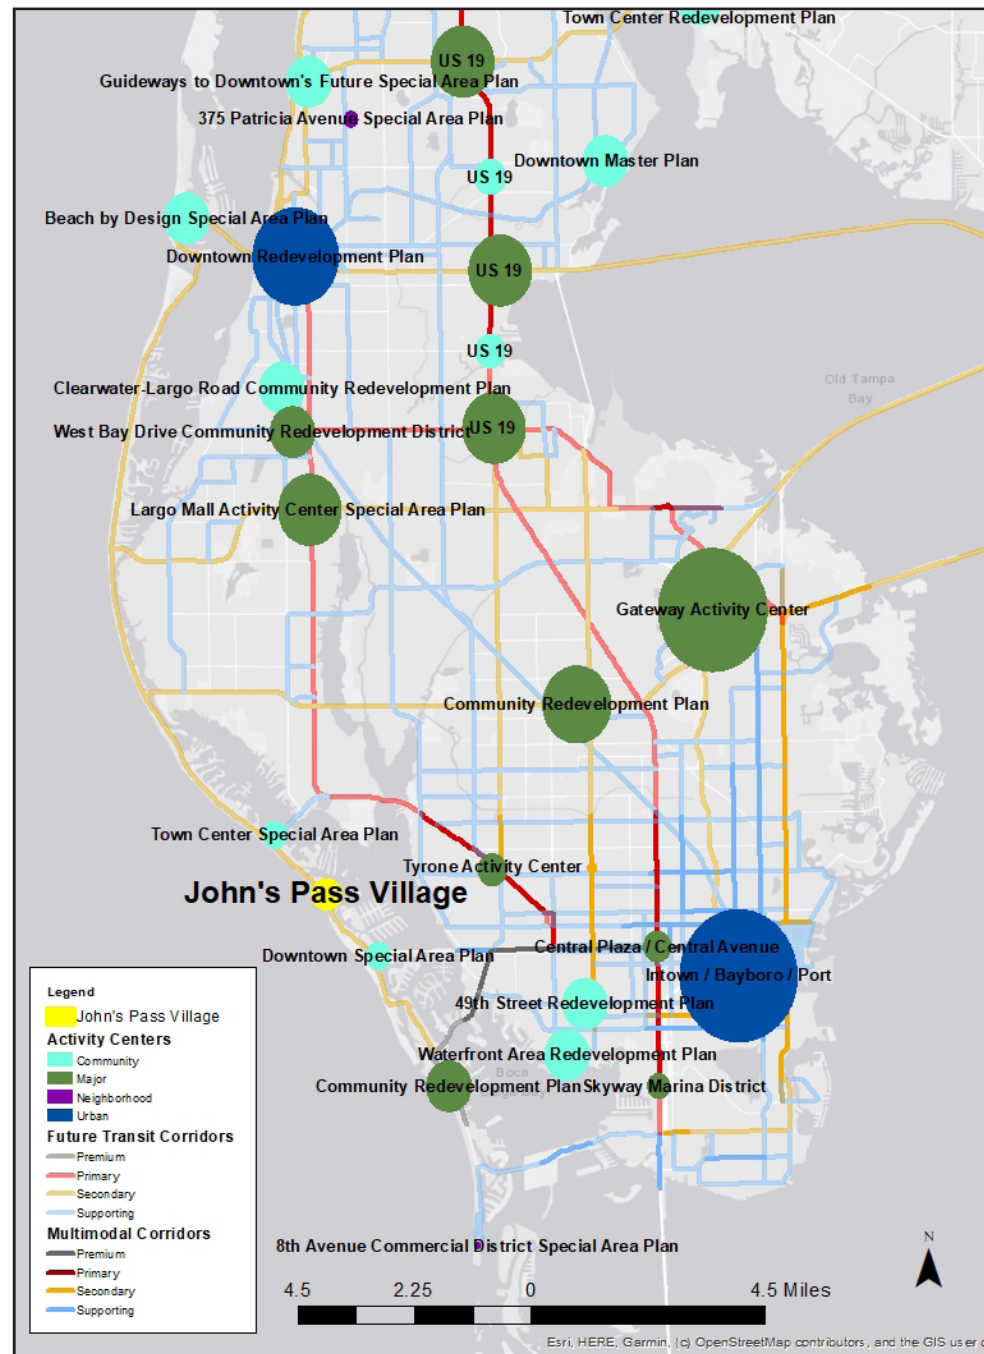 Town Center Redevelopment Plan
US 19
Guideways to Downtown's Future Special Area Plan
375 Patricia Avenue Special Area Plan
Downtown Master Plan
US 19
Beach by Design Special Area Plan
Downtown Redevelopment Plan
US 19
US 19
Old Tampa
Bay
Clearwater-Largo Road Community Redevelopment Plan
West Bay Drive Community Redevelopment District
US 19
Largo Mall Activity Center Special Area Plan
Gateway Activity Center
Community Redevelopment Plan
Town Center Special Area Plan
Tyrone Activity Center
John's Pass Village
Downtown Special Area Plan
Central Plaza / Central Avenue
Intown / Bayboro / Port
49th Street Redevelopment Plan
Waterfront Area Redevelopment Plan
Boca
Bay
Community Redevelopment Plan
Skyway Marina District
8th Avenue Commercial District Special Area Plan
Legend
John's Pass Village
Activity Centers
Community
Major
Neighborhood
Urban
Future Transit Corridors
Premium
Primary
Secondary
Supporting
Multimodal Corridors
Premium
Primary
Secondary
Supporting
N
4.5 2.25 0 4.5 Miles
Esri, HERE, Garmin, (c) OpenStreetMap contributors, and the GIS user